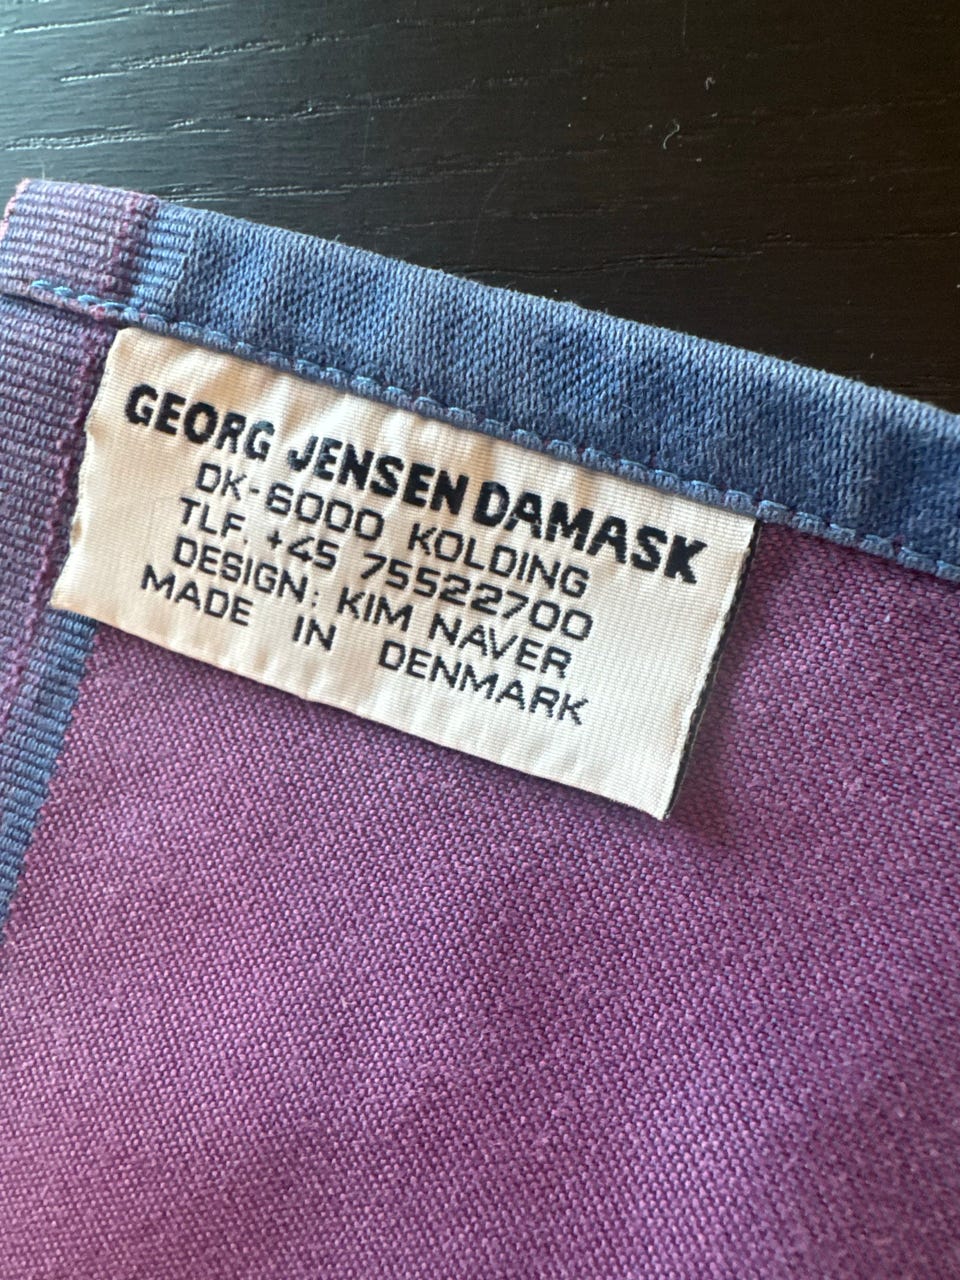 GEORG JENSEN DAMASK
DK-6000 KOLDING
TLF. +45 75522700
DESIGN: KIM NAVER
MADE IN DENMARK